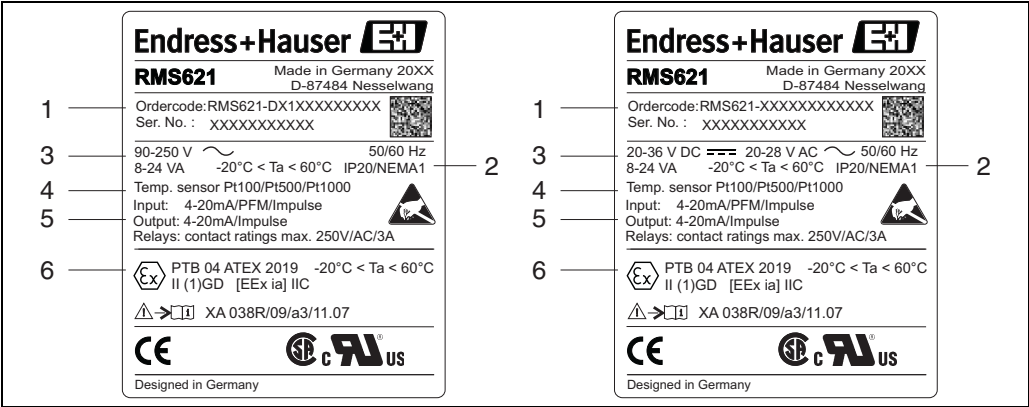 Endress+Hauser E+H
RMS621
Made in Germany 20XX
D-87484 Nesselwang
1
Ordercode:RMS621-DX1XXXXXXXXX
Ser. No. : XXXXXXXXXXX
3
90-250 V 50/60 Hz
8-24 VA -20°C < Ta < 60°C IP20/NEMA1
2
4
Temp. sensor Pt100/Pt500/Pt1000
Input: 4-20mA/PFM/Impulse
5
Output: 4-20mA/Impulse
Relays: contact ratings max. 250V/AC/3A
6
Ex
PTB 04 ATEX 2019 -20°C < Ta < 60°C
II (1)GD [EEx ia] IIC
XA 038R/09/a3/11.07
CE SA c RU US
Designed in Germany
Endress+Hauser E+H
RMS621
Made in Germany 20XX
D-87484 Nesselwang
1
Ordercode:RMS621-XXXXXXXXXXXX
Ser. No. : XXXXXXXXXXX
3
20-36 V DC 20-28 V AC 50/60 Hz
8-24 VA -20°C < Ta < 60°C IP20/NEMA1
2
4
Temp. sensor Pt100/Pt500/Pt1000
Input: 4-20mA/PFM/Impulse
5
Output: 4-20mA/Impulse
Relays: contact ratings max. 250V/AC/3A
6
Ex
PTB 04 ATEX 2019 -20°C < Ta < 60°C
II (1)GD [EEx ia] IIC
XA 038R/09/a3/11.07
CE SA c RU US
Designed in Germany